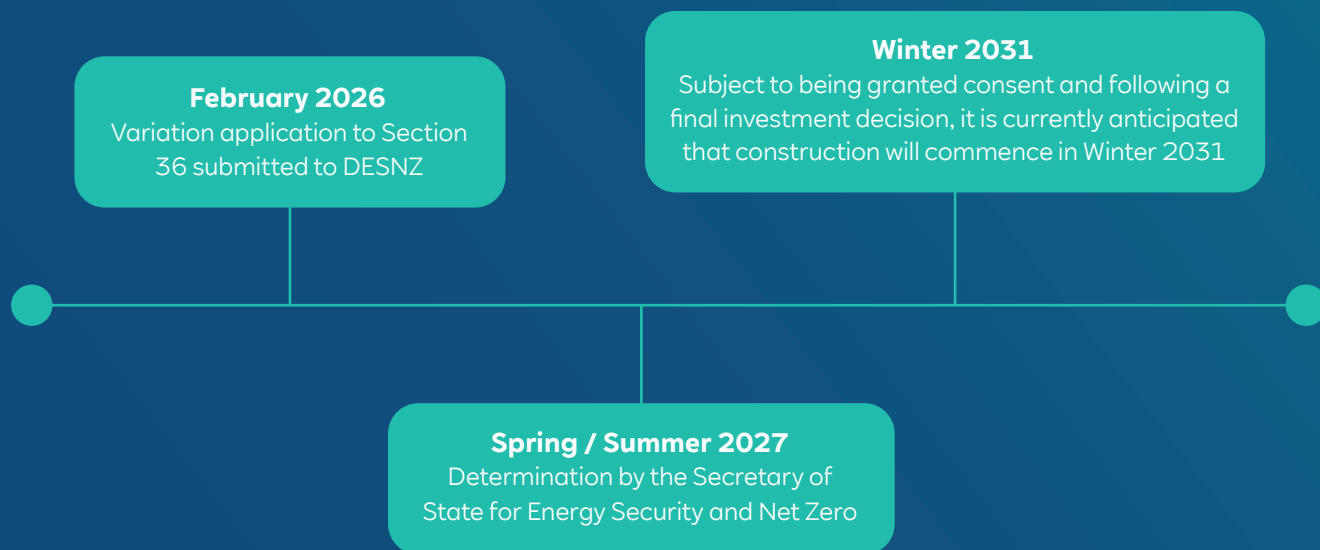 February 2026
Variation application to Section
36 submitted to DESNZ
Winter 2031
Subject to being granted consent and following a
final investment decision, it is currently anticipated
that construction will commence in Winter 2031
Spring / Summer 2027
Determination by the Secretary of
State for Energy Security and Net Zero